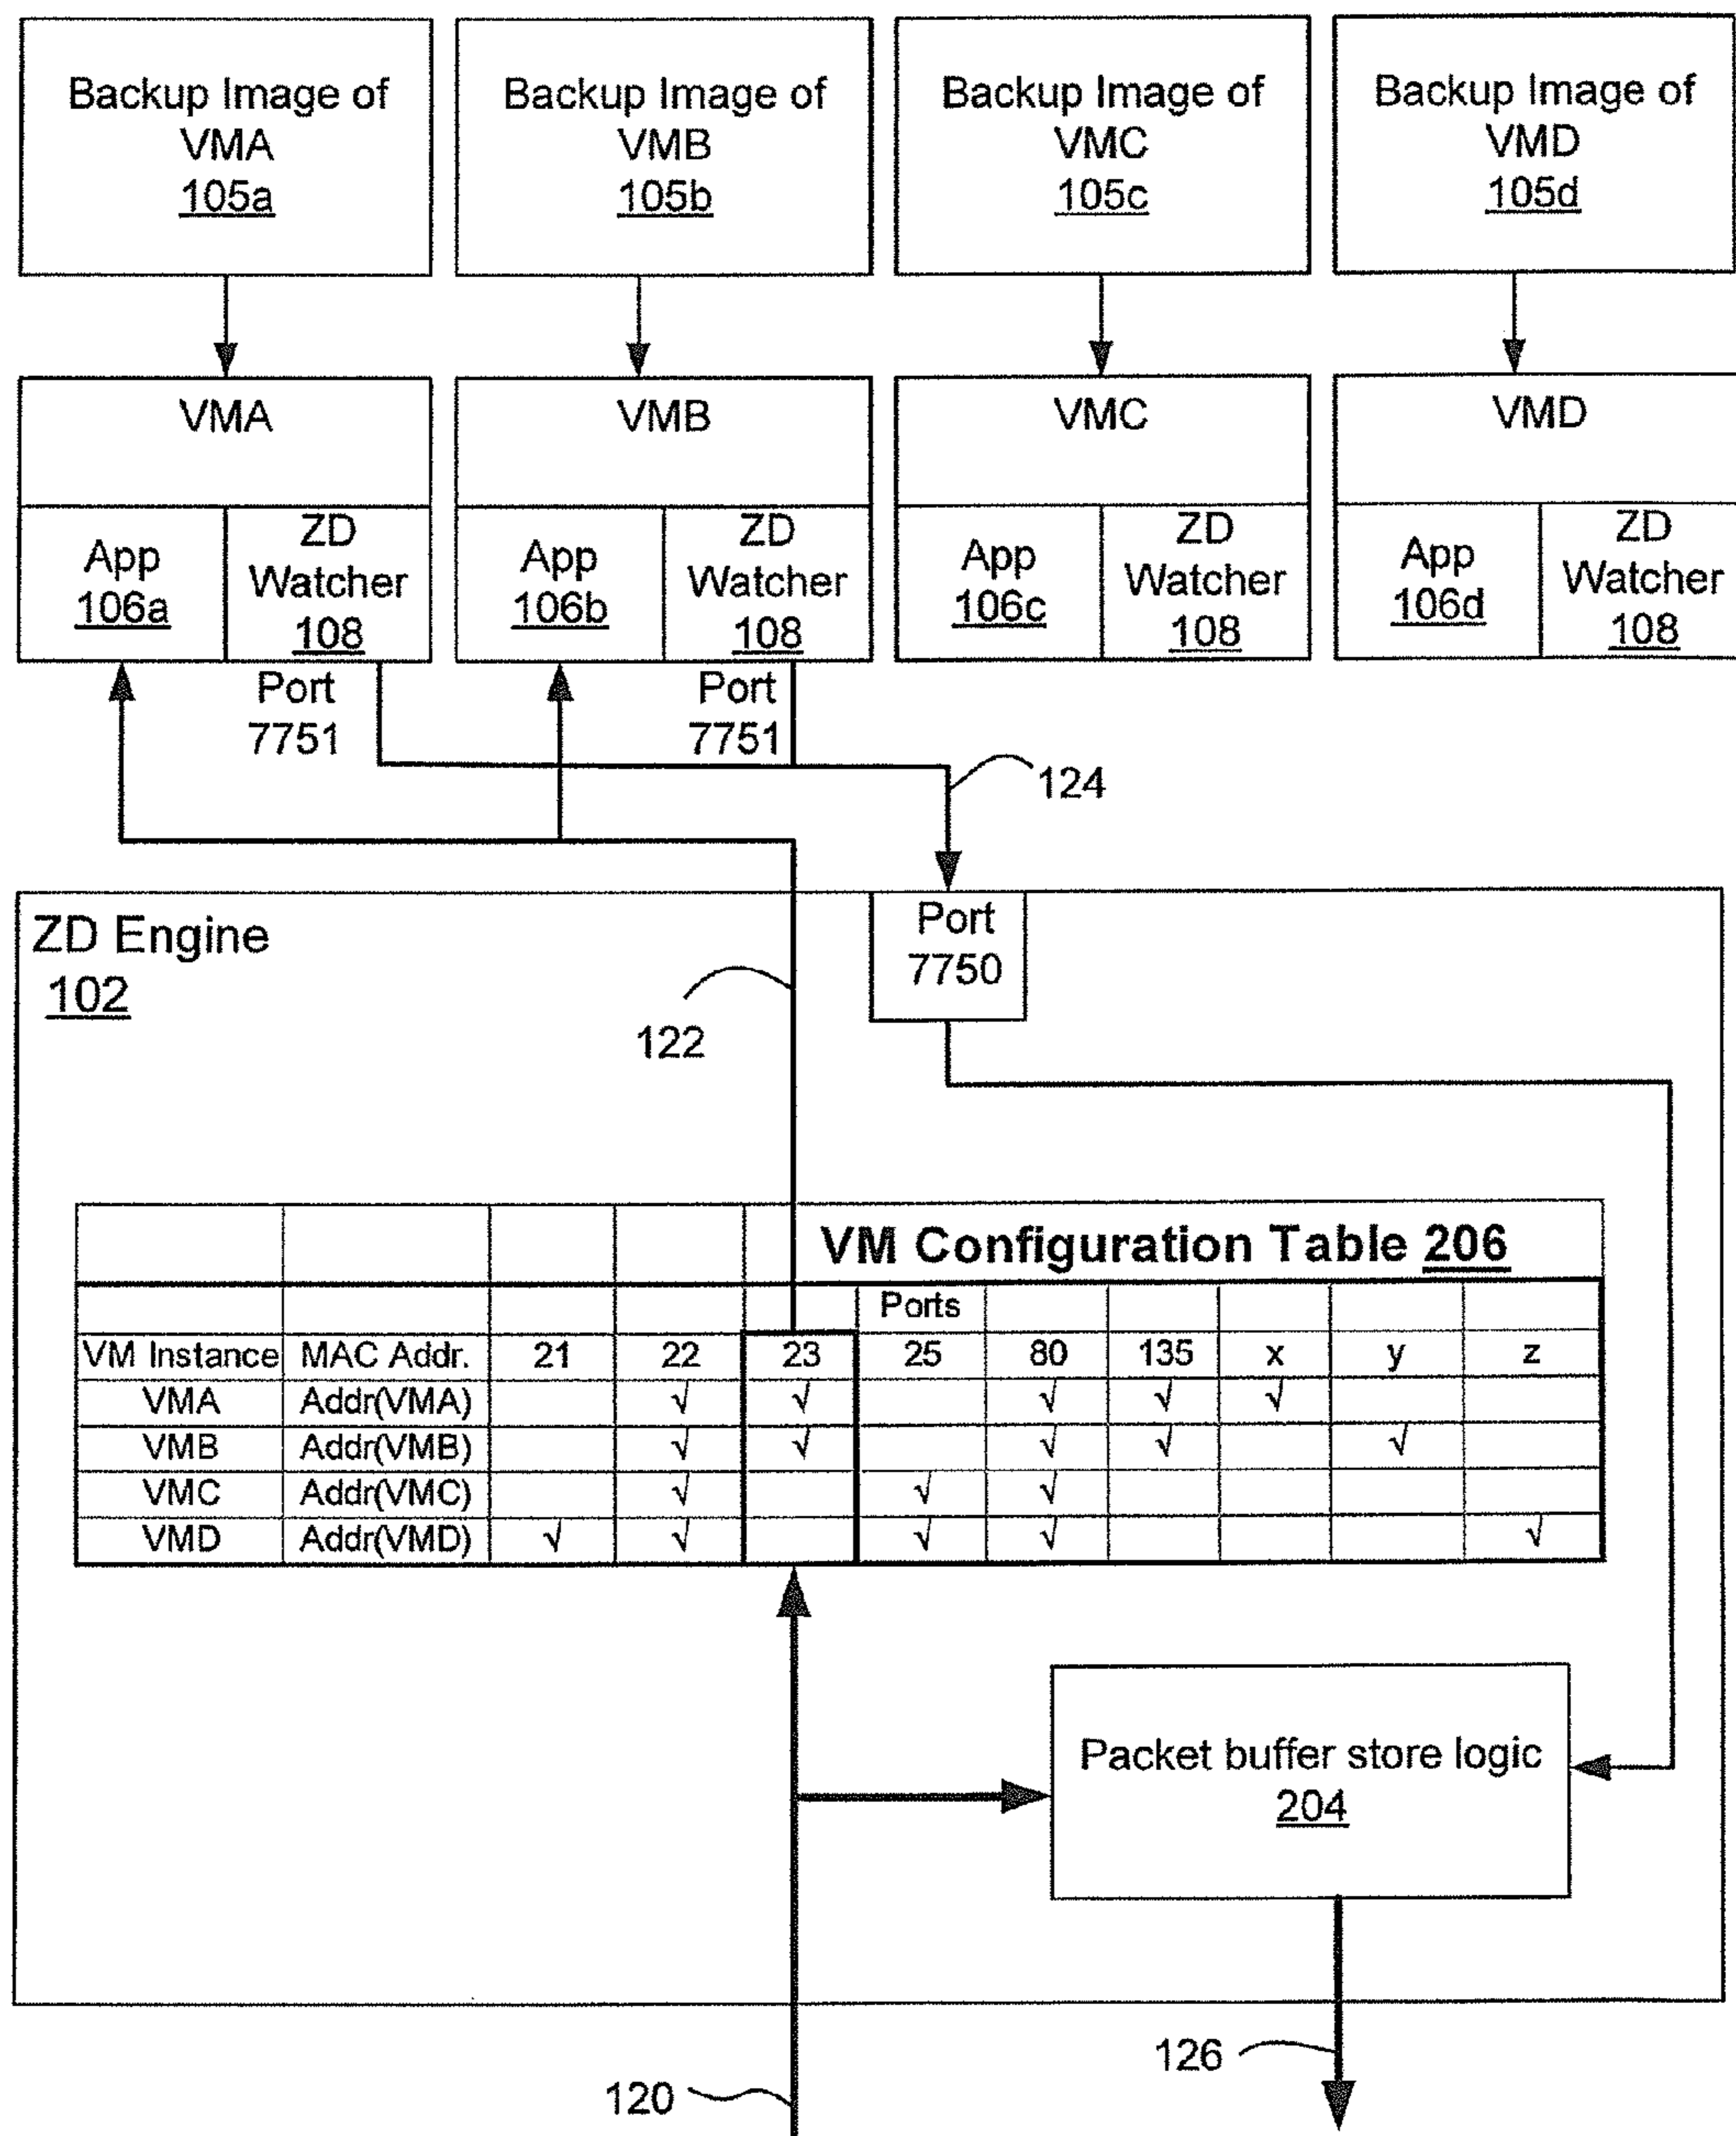 Backup Image of
VMA
105a
Backup Image of
VMB
105b
Backup Image of
VMC
105c
Backup Image of
VMD
105d
VMA
App
106a
ZD
Watcher
108
VMB
App
106b
ZD
Watcher
108
VMC
App
106c
ZD
Watcher
108
VMD
App
106d
ZD
Watcher
108
Port
7751
Port
7751
124
ZD Engine
102
Port
7750
122
VM Configuration Table 206
Ports
VM Instance MAC Addr. 21 22 23 25 80 135 x y z
VMA Addr(VMA) √ √ √ √ √
VMB Addr(VMB) √ √ √ √ √
VMC Addr(VMC) √ √ √
VMD Addr(VMD) √ √ √ √ √
Packet buffer store logic
204
126
120